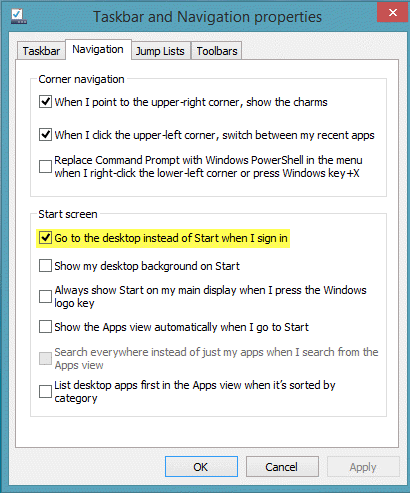 Taskbar and Navigation properties
Taskbar
Navigation
Jump Lists
Toolbars
Corner navigation
When I point to the upper-right corner, show the charms
When I click the upper-left corner, switch between my recent apps
Replace Command Prompt with Windows PowerShell in the menu
when I right-click the lower-left corner or press Windows key+X
Start screen
Go to the desktop instead of Start when I sign in
Show my desktop background on Start
Always show Start on my main display when I press the Windows
logo key
Show the Apps view automatically when I go to Start
Search everywhere instead of just my apps when I search from the
Apps view
List desktop apps first in the Apps view when it's sorted by
category
OK
Cancel
Apply